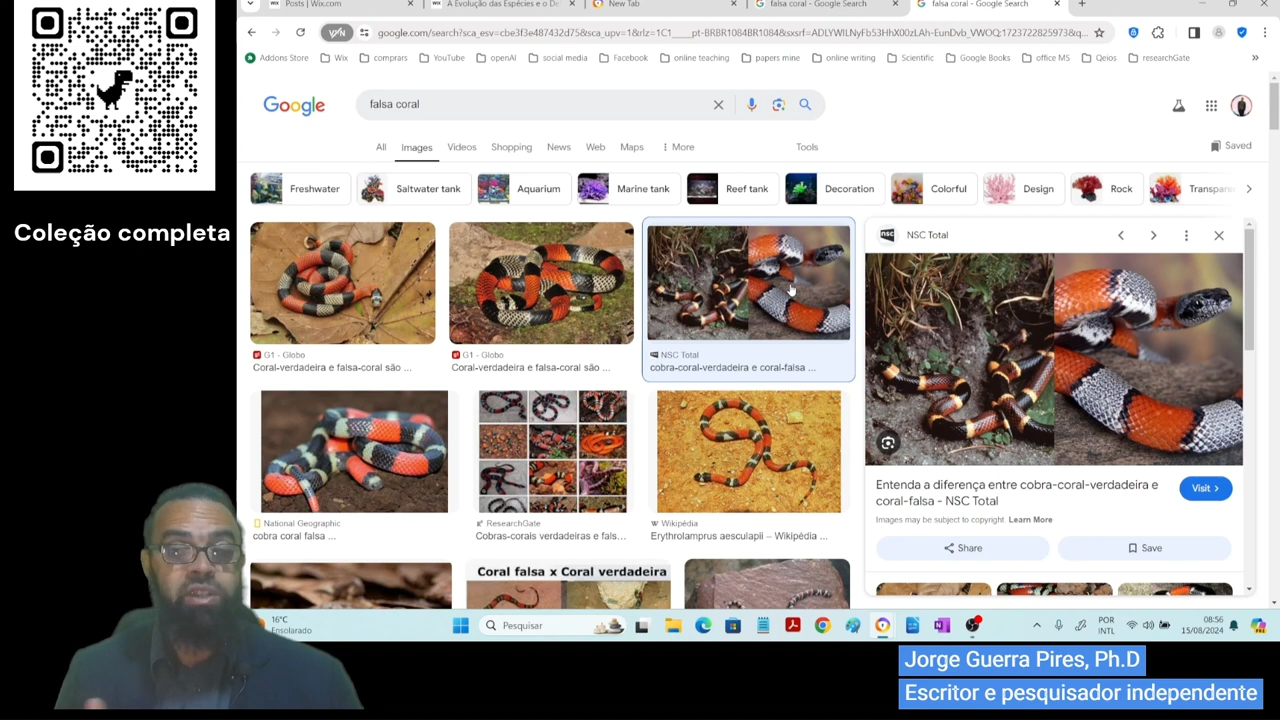 Posts | Wix.com
A Evolução das Espécies e o De
New Tab
falsa coral - Google Search
falsa coral - Google Search
VPN
Addons Store
Wix
comprars
YouTube
openAI
social media
Facebook
online teaching
papers mine
online writing
Scientific
Google Books
office MS
Qeios
researchGate
Google
falsa coral
All
Images
Videos
Shopping
News
Web
Maps
More
Tools
Saved
Freshwater
Saltwater tank
Aquarium
Marine tank
Reef tank
Decoration
Colorful
Design
Rock
Transpare
Coleção completa
G1 - Globo
Coral-verdadeira e falsa-coral são ...
G1 - Globo
Coral-verdadeira e falsa-coral são ...
NSC Total
cobra-coral-verdadeira e coral-falsa ...
nsc
NSC Total
National Geographic
cobra coral falsa ...
ResearchGate
Cobras-corais verdadeiras e fals...
W Wikipédia
Erythrolamprus aesculapii – Wikipédia ...
Entenda a diferença entre cobra-coral-verdadeira e
coral-falsa - NSC Total
Visit
Images may be subject to copyright. Learn More
Share
Save
Coral falsa x Coral verdadeira
16°C
Ensolarado
Pesquisar
POR
INTL
08:56
15/08/2024
Jorge Guerra Pires, Ph.D
Escritor e pesquisador independente